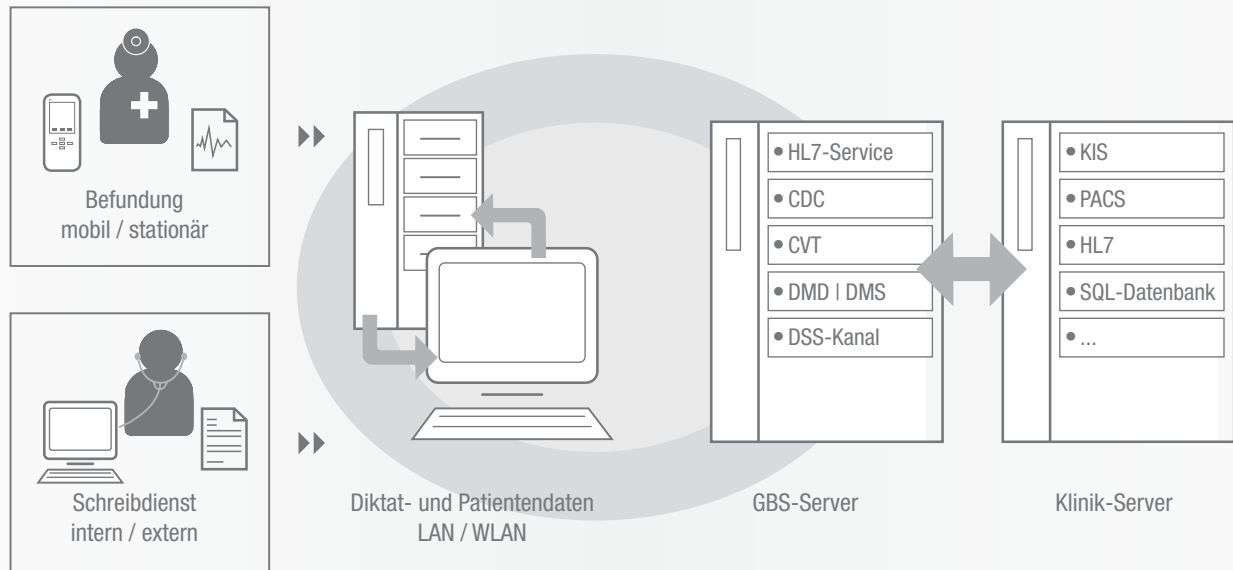 Befundung
mobil / stationär
Schreibdienst
intern / extern
Diktat- und Patientendaten
LAN / WLAN
• HL7-Service
• CDC
• CVT
• DMD | DMS
• DSS-Kanal
GBS-Server
• KIS
• PACS
• HL7
• SQL-Datenbank
• ...
Klinik-Server